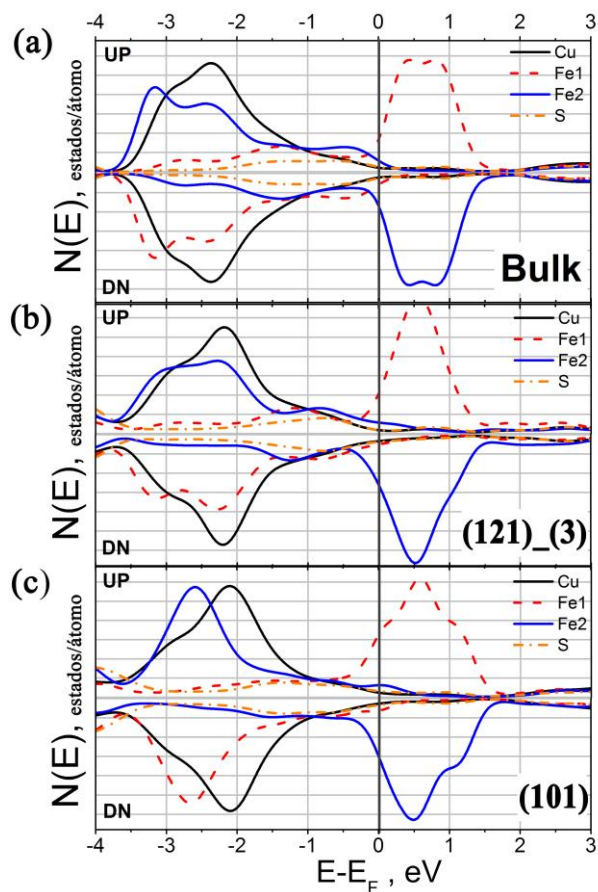 -4 -3 -2 -1 0 1 2 3
(a)
UP
Cu
Fe1
Fe2
S
N(E), estados/átomo
Bulk
DN
(b)
UP
Cu
Fe1
Fe2
S
N(E), estados/átomo
(121)_(3)
DN
(c)
UP
Cu
Fe1
Fe2
S
N(E), estados/átomo
(101)
DN
-4 -3 -2 -1 0 1 2 3
E-E_F , eV